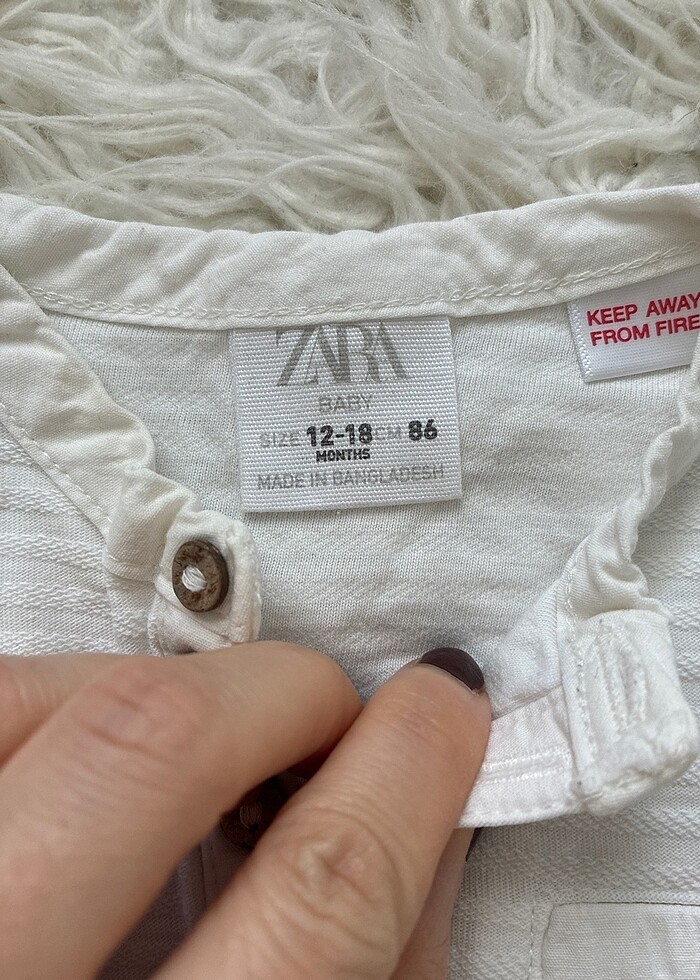 ZARA
BABY
SIZE 12-18 CM 86
MONTHS
MADE IN BANGLADESH
KEEP AWAY
FROM FIRE